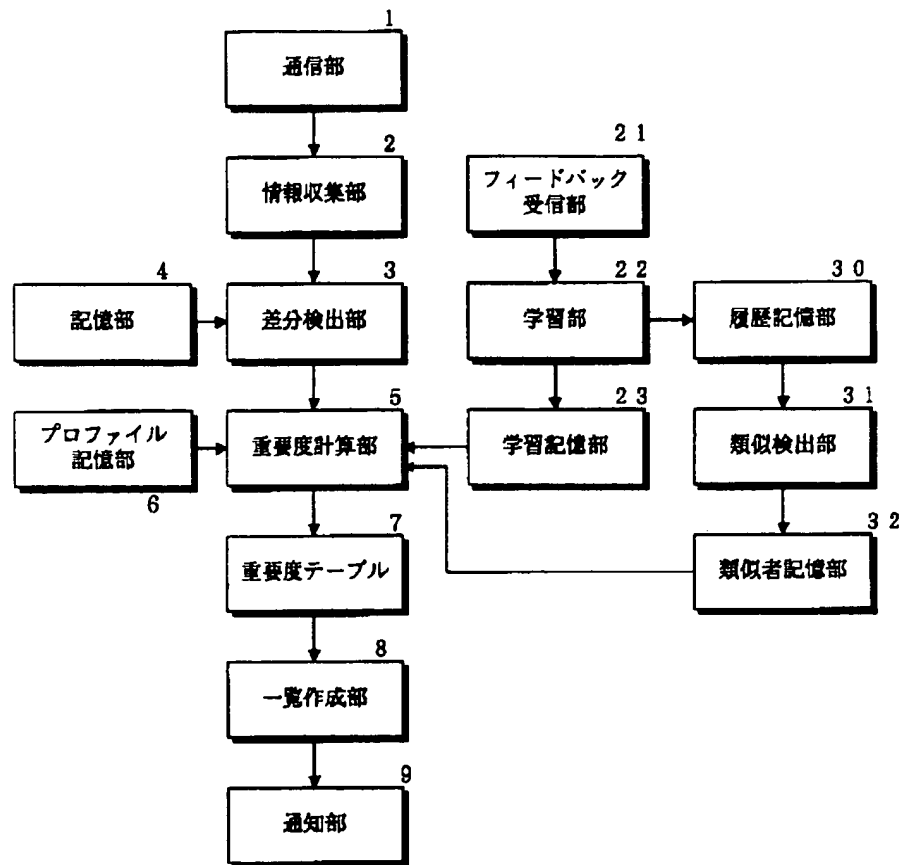 1
通信部
2
情報収集部
21
フィードバック
受信部
4
記憶部
3
差分検出部
22
学習部
30
履歴記憶部
プロファイル
記憶部
6
5
重要度計算部
23
学習記憶部
31
類似検出部
7
重要度テーブル
32
類似者記憶部
8
一覧作成部
9
通知部